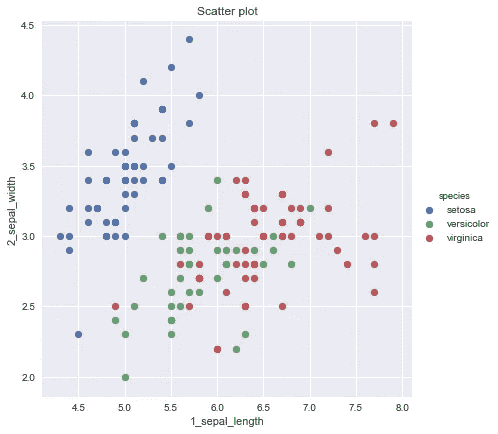 Scatter plot
4.5
4.0
3.5
3.0
2.5
2.0
2_sepal_width
4.5 5.0 5.5 6.0 6.5 7.0 7.5 8.0
1_sepal_length
species
setosa
versicolor
virginica